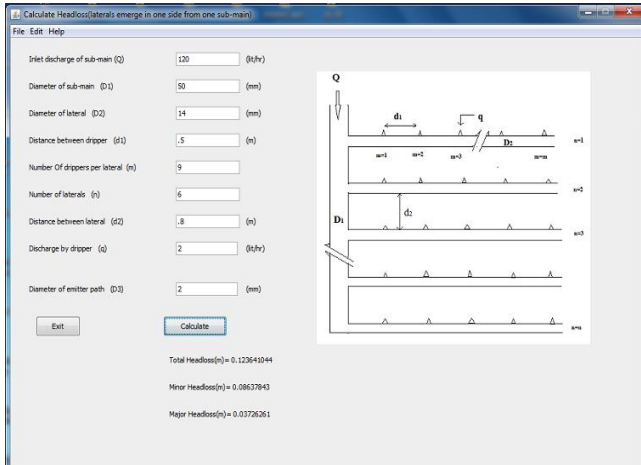 Calculate Headloss(laterals emerge in one side from one sub-main)
File Edit Help
Inlet discharge of sub-main (Q) 120 (lit/hr)
Diameter of sub-main (D1) 50 (mm)
Diameter of lateral (D2) 14 (mm)
Distance between dripper (d1) .5 (m)
Number Of drippers per lateral (m) 9
Number of laterals (n) 6
Distance between lateral (d2) .8 (m)
Discharge by dripper (q) 2 (lit/hr)
Diameter of emitter path (D3) 2 (mm)
Exit Calculate
Total Headloss(m)= 0.123641044
Minor Headloss(m)= 0.08637843
Major Headloss(m)= 0.03726261
Q
d1 q
D2 n=1
m=1 m=2 m=3 m=m
n=2
D1 d2
n=3
n=n